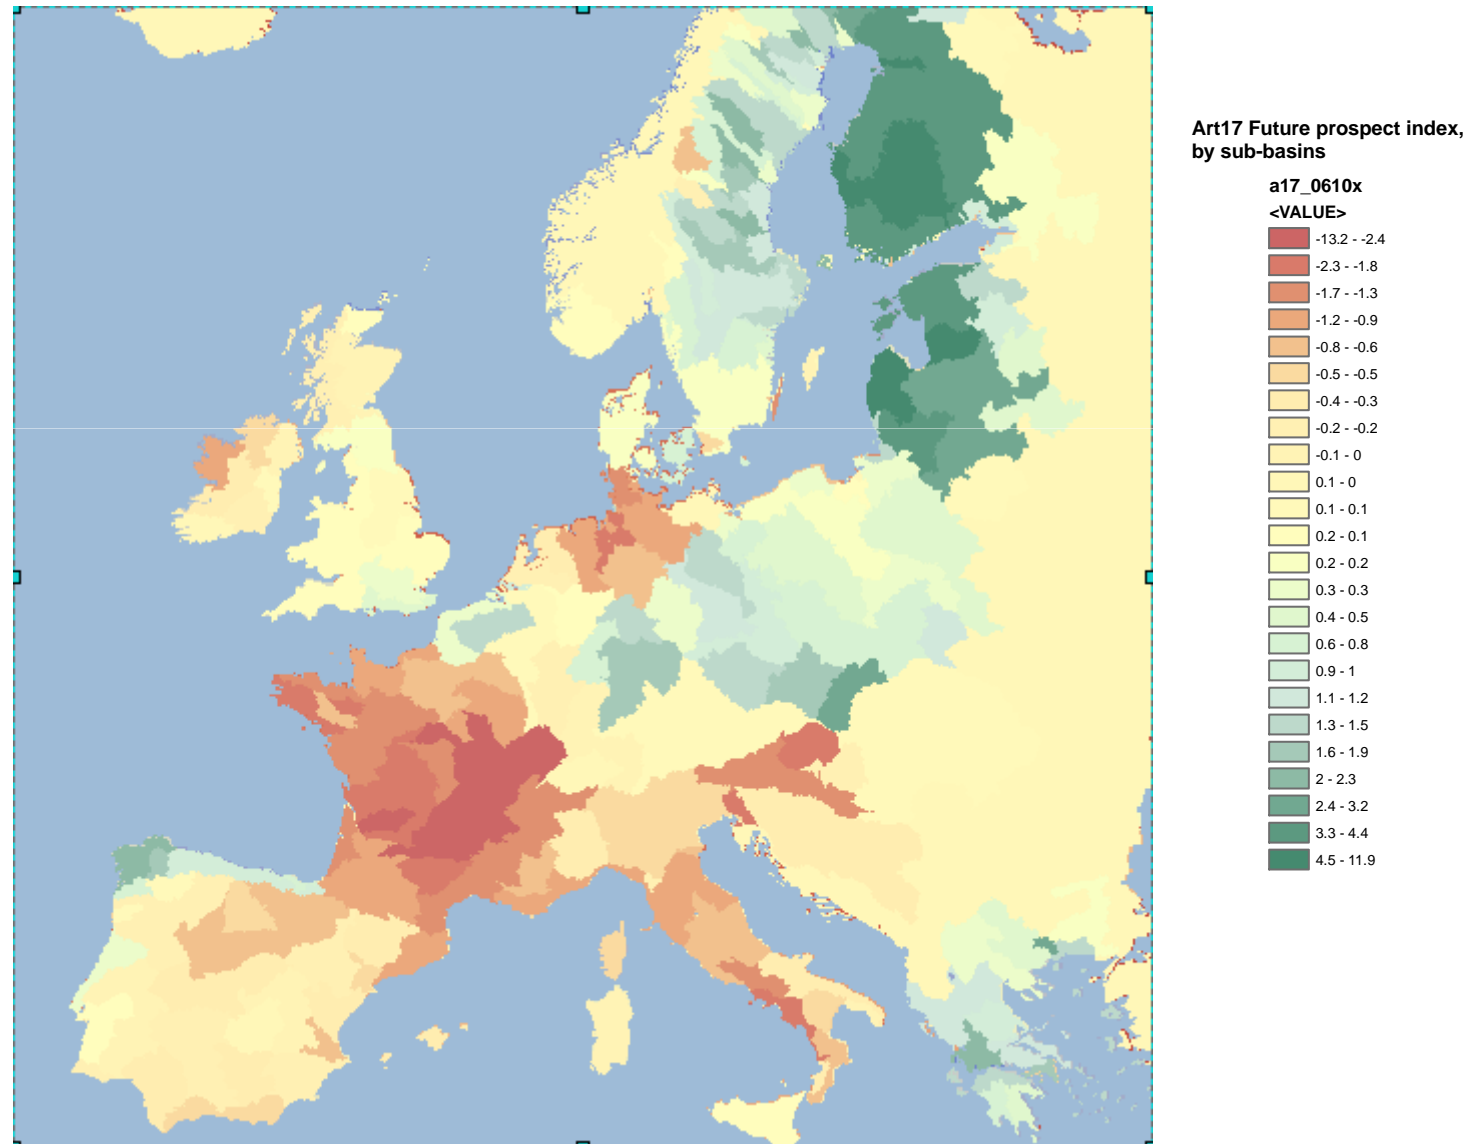 Art17 Future prospect index,
by sub-basins
a17_0610x
<VALUE>
-13.2 - -2.4
-2.3 - -1.8
-1.7 - -1.3
-1.2 - -0.9
-0.8 - -0.6
-0.5 - -0.5
-0.4 - -0.3
-0.2 - -0.2
-0.1 - 0
0.1 - 0
0.1 - 0.1
0.2 - 0.1
0.2 - 0.2
0.3 - 0.3
0.4 - 0.5
0.6 - 0.8
0.9 - 1
1.1 - 1.2
1.3 - 1.5
1.6 - 1.9
2 - 2.3
2.4 - 3.2
3.3 - 4.4
4.5 - 11.9